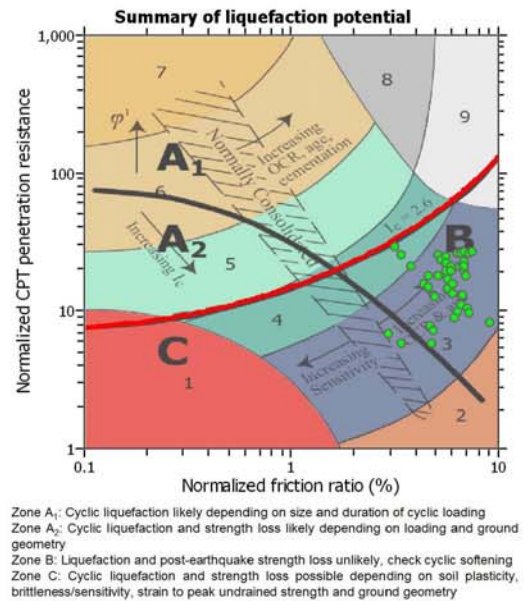 Summary of liquefaction potential
1,000
100
10
1
Normalized CPT penetration resistance
7
8
9
φ'
Increasing
OCR, age,
cementation
Normally Consolidated
A1
6
A2
Increasing Ic
5
Ic = 2.6
B
4
C
1
Increasing
Sensitivity
3
2
0.1
1
10
Normalized friction ratio (%)
Zone A1: Cyclic liquefaction likely depending on size and duration of cyclic loading
Zone A2: Cyclic liquefaction and strength loss likely depending on loading and ground
geometry
Zone B: Liquefaction and post-earthquake strength loss unlikely, check cyclic softening
Zone C: Cyclic liquefaction and strength loss possible depending on soil plasticity,
brittleness/sensitivity, strain to peak undrained strength and ground geometry